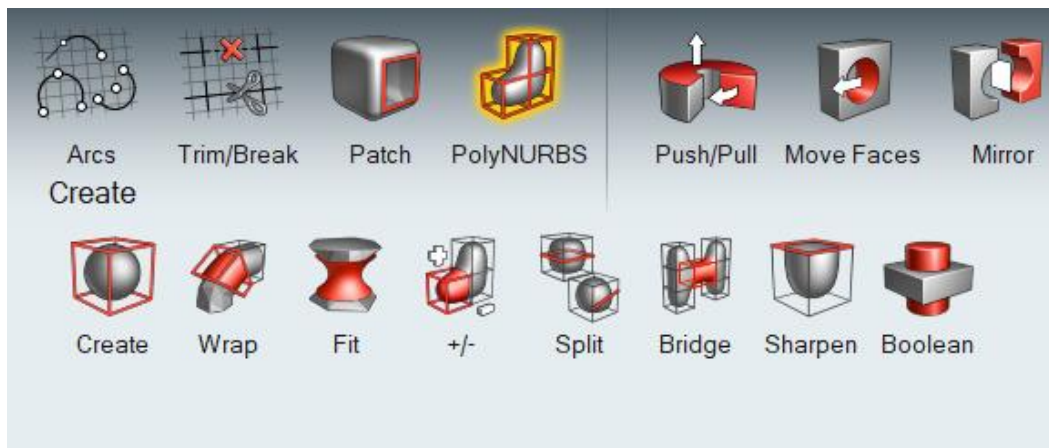 Arcs Trim/Break Patch PolyNURBS Push/Pull Move Faces Mirror
Create
Create Wrap Fit +/- Split Bridge Sharpen Boolean